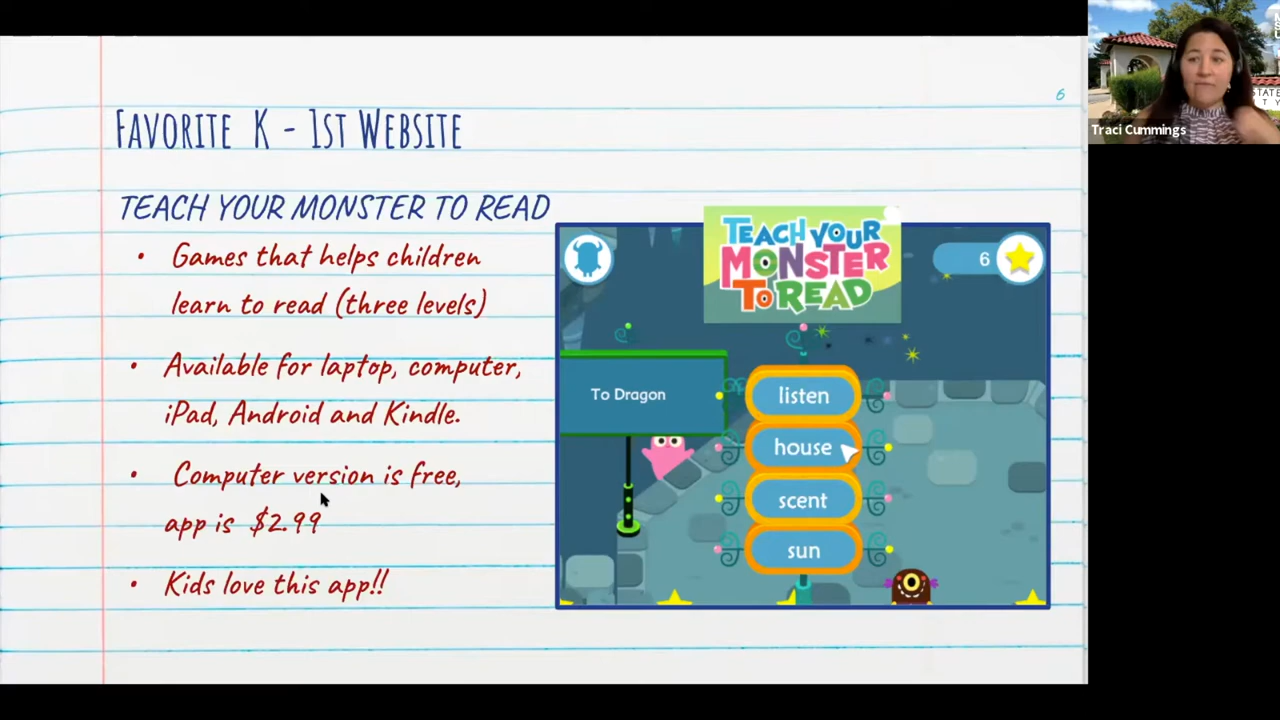 6
FAVORITE K - 1ST WEBSITE
TEACH YOUR MONSTER TO READ
• Games that helps children
learn to read (three levels)
• Available for laptop, computer,
iPad, Android and Kindle.
• Computer version is free,
app is $2.99
• Kids love this app!!
TEACH YOUR
MONSTER
TO READ
6
To Dragon
listen
house
scent
sun
STATE
TY
Traci Cummings